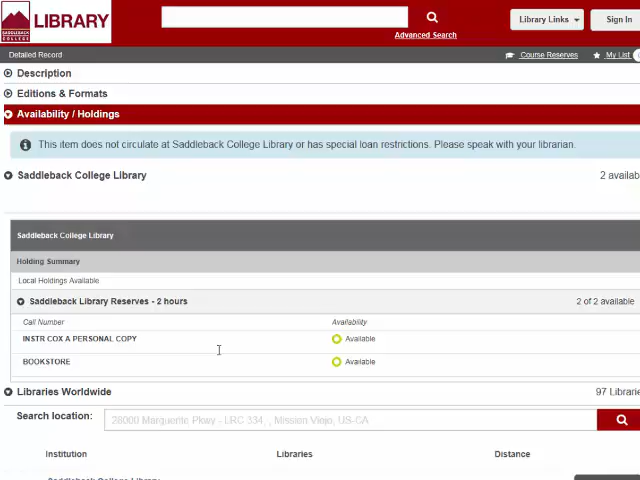 LIBRARY
SADDLEBACK
COLLEGE
Library Links
Sign In
Advanced Search
Detailed Record
Course Reserves
My List
Description
Editions & Formats
Availability / Holdings
This item does not circulate at Saddleback College Library or has special loan restrictions. Please speak with your librarian.
Saddleback College Library
2 availab
Saddleback College Library
Holding Summary
Local Holdings Available
Saddleback Library Reserves - 2 hours
2 of 2 available
Call Number Availability
INSTR COX A PERSONAL COPY Available
BOOKSTORE Available
Libraries Worldwide
97 Librarie
Search location: 28000 Marguerite Pkwy - LRC 334, , Mission Viejo, US-CA
Institution Libraries Distance
Saddleback College Library